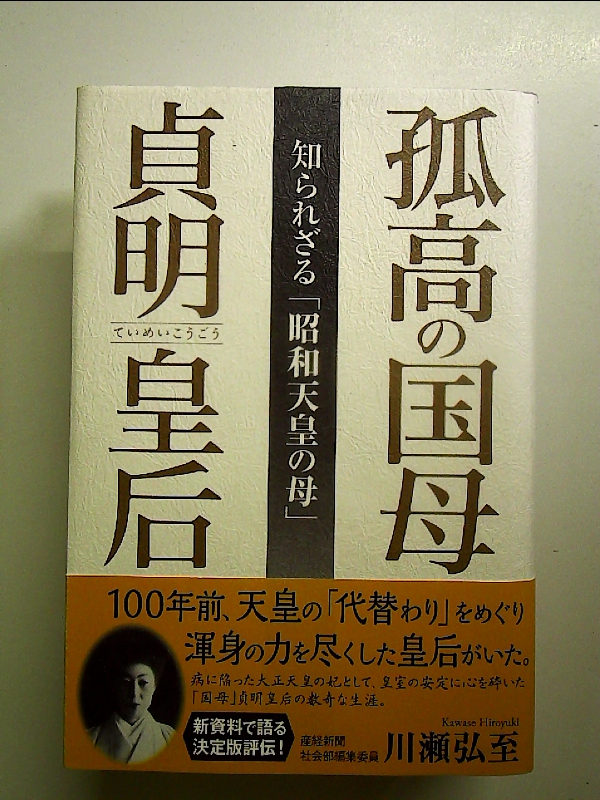 孤高の国母
知られざる「昭和天皇の母」
貞明皇后
ていめいこうごう
100年前、天皇の「代替わり」をめぐり
渾身の力を尽くした皇后がいた。
病に陥った大正天皇の妃として、皇室の安定に心を砕いた
「国母」貞明皇后の数奇な生涯。
新資料で語る
決定版評伝!
産経新聞
社会部編集委員
Kawase Hiroyuki
川瀬弘至